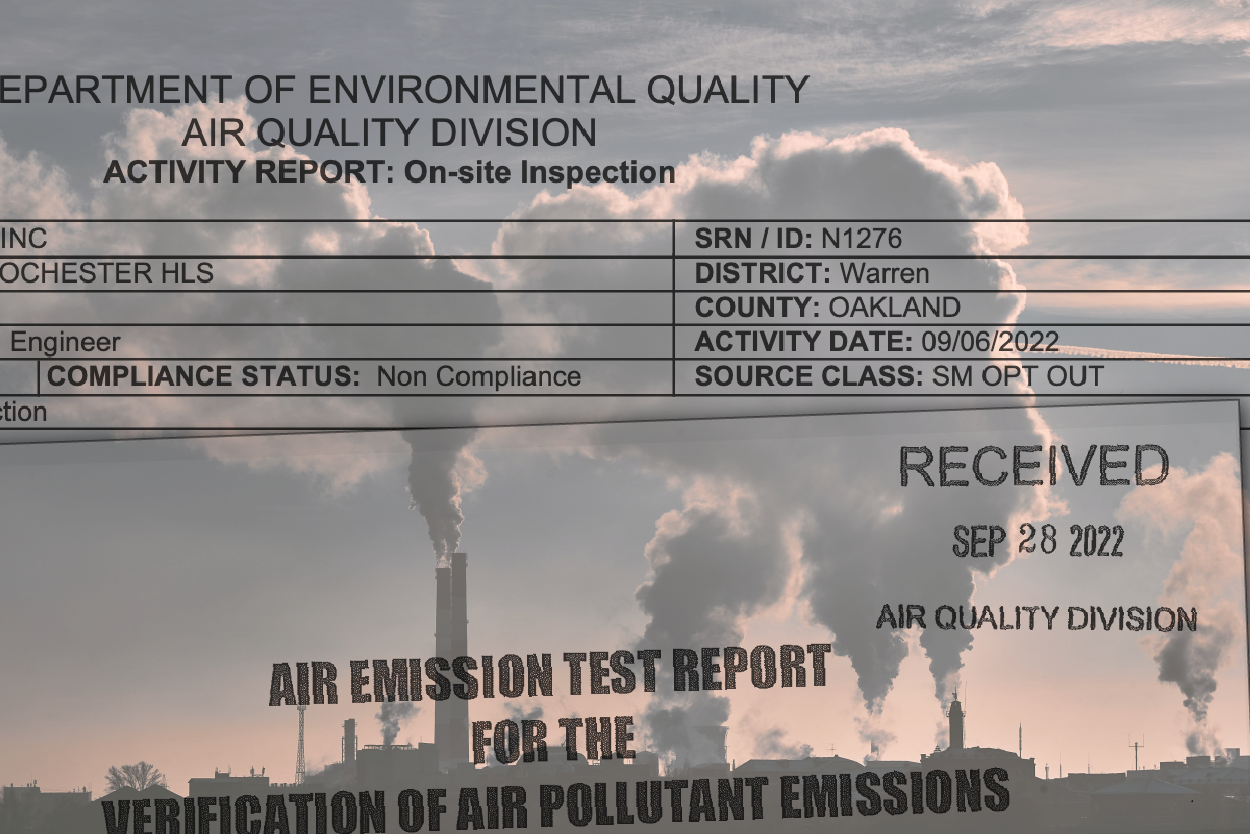 EPARTMENT OF ENVIRONMENTAL QUALITY
AIR QUALITY DIVISION
ACTIVITY REPORT: On-site Inspection
INC
SRN / ID: N1276
OCHESTER HLS
DISTRICT: Warren
COUNTY: OAKLAND
Engineer
ACTIVITY DATE: 09/06/2022
COMPLIANCE STATUS: Non Compliance
SOURCE CLASS: SM OPT OUT
ction
RECEIVED
SEP 28 2022
AIR QUALITY DIVISION
AIR EMISSION TEST REPORT
FOR THE
VERIFICATION OF AIR POLLUTANT EMISSIONS